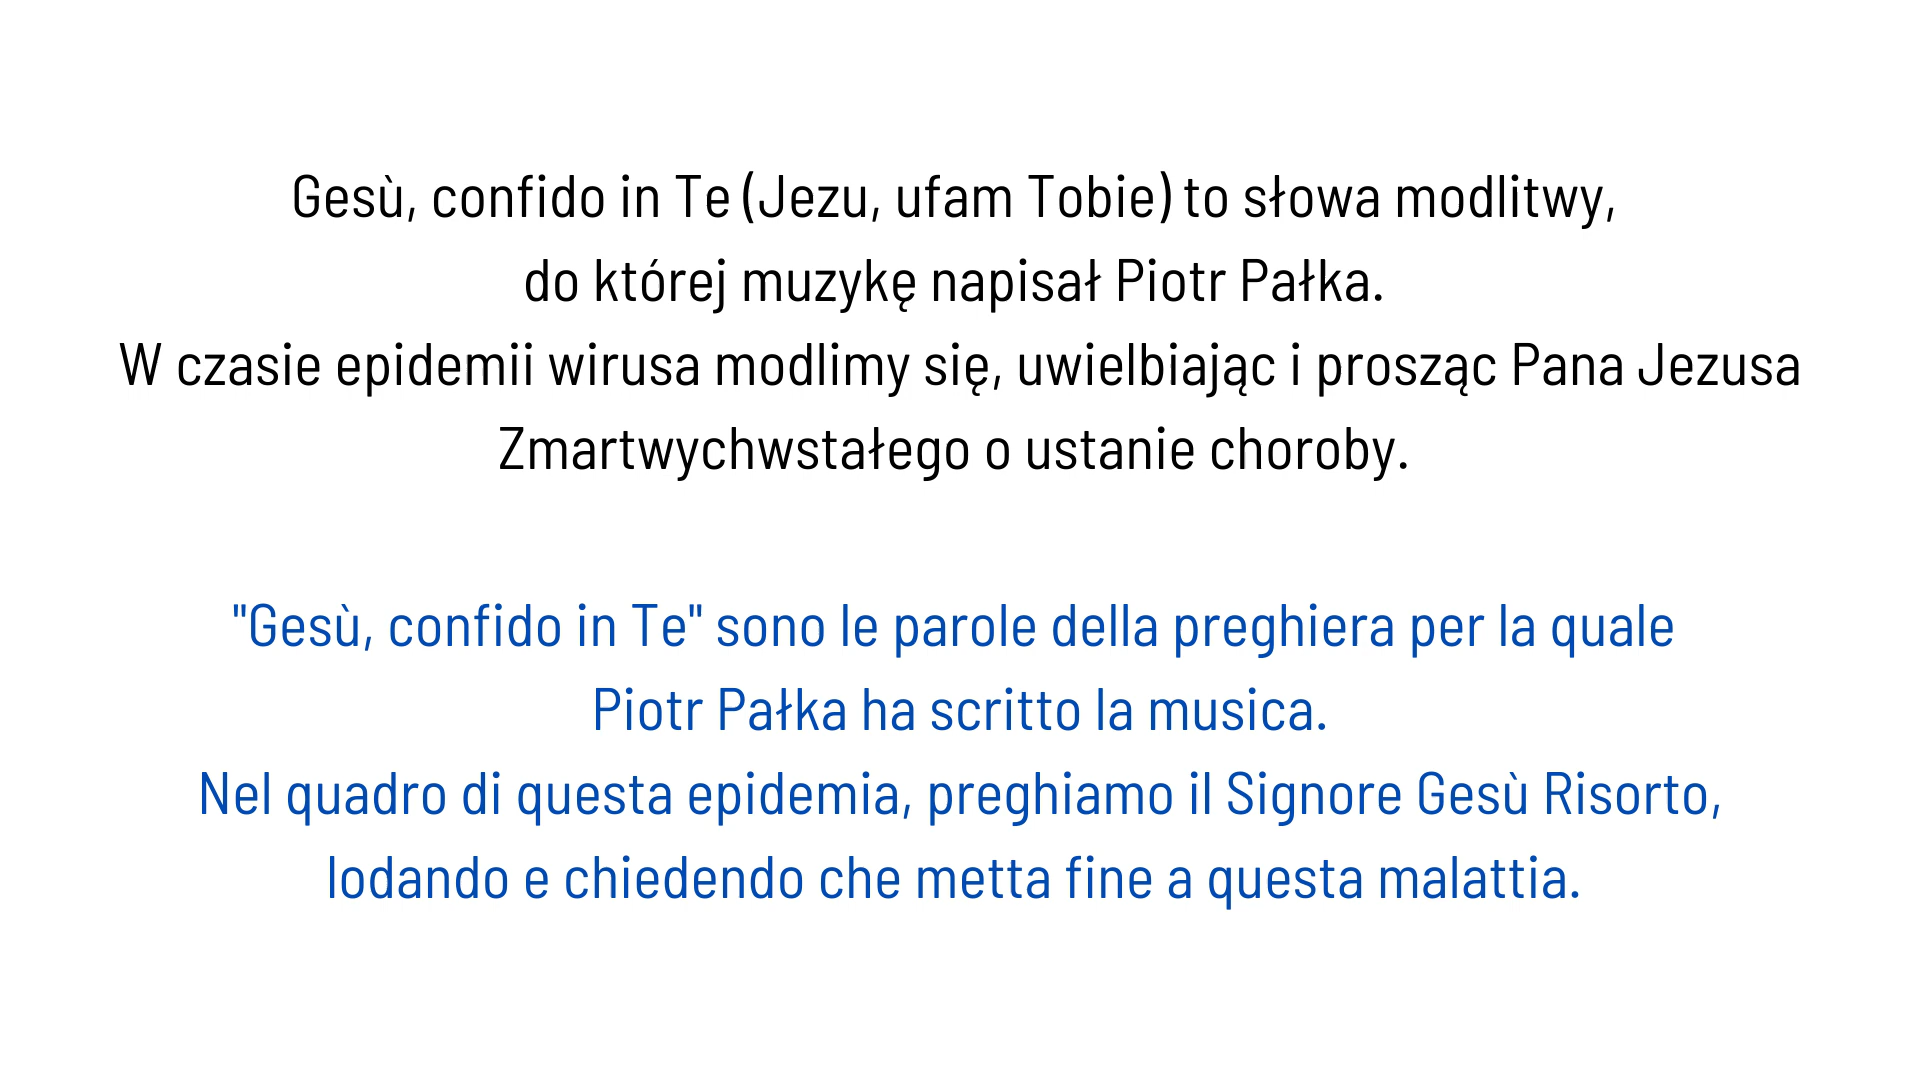 Gesù, confido in Te (Jezu, ufam Tobie) to słowa modlitwy,
do której muzykę napisał Piotr Pałka.
W czasie epidemii wirusa modlimy się, uwielbiając i prosząc Pana Jezusa
Zmartwychwstałego o ustanie choroby.
"Gesù, confido in Te" sono le parole della preghiera per la quale
Piotr Pałka ha scritto la musica.
Nel quadro di questa epidemia, preghiamo il Signore Gesù Risorto,
lodando e chiedendo che metta fine a questa malattia.